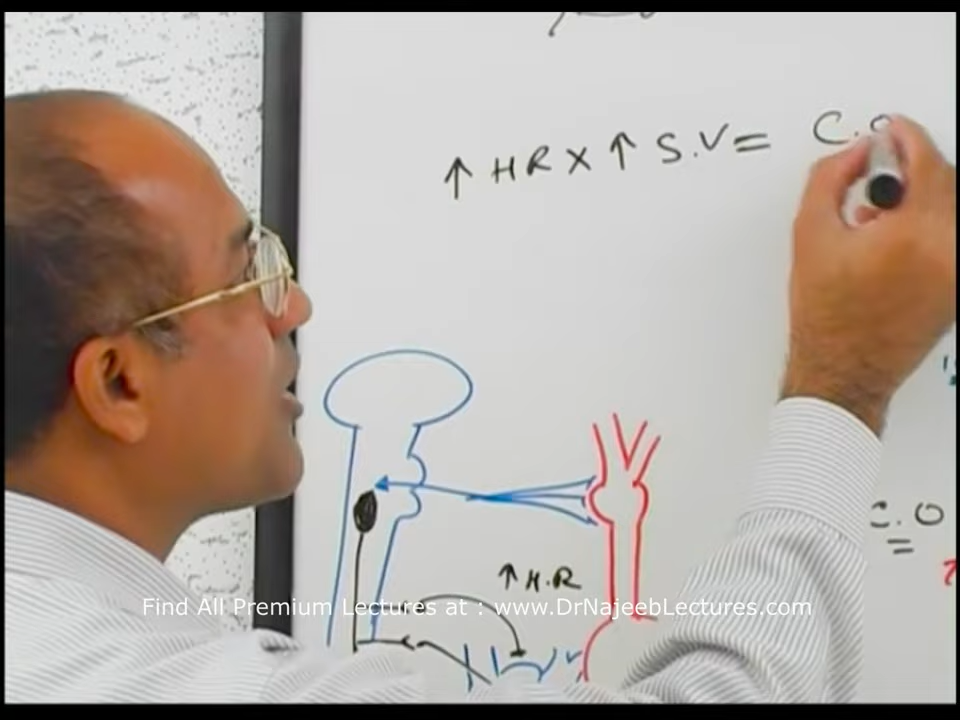 ↑ HR X ↑ S.V = C.O
C.O
↑ H.R
Find All Premium Lectures at : www.DrNajeebLectures.com